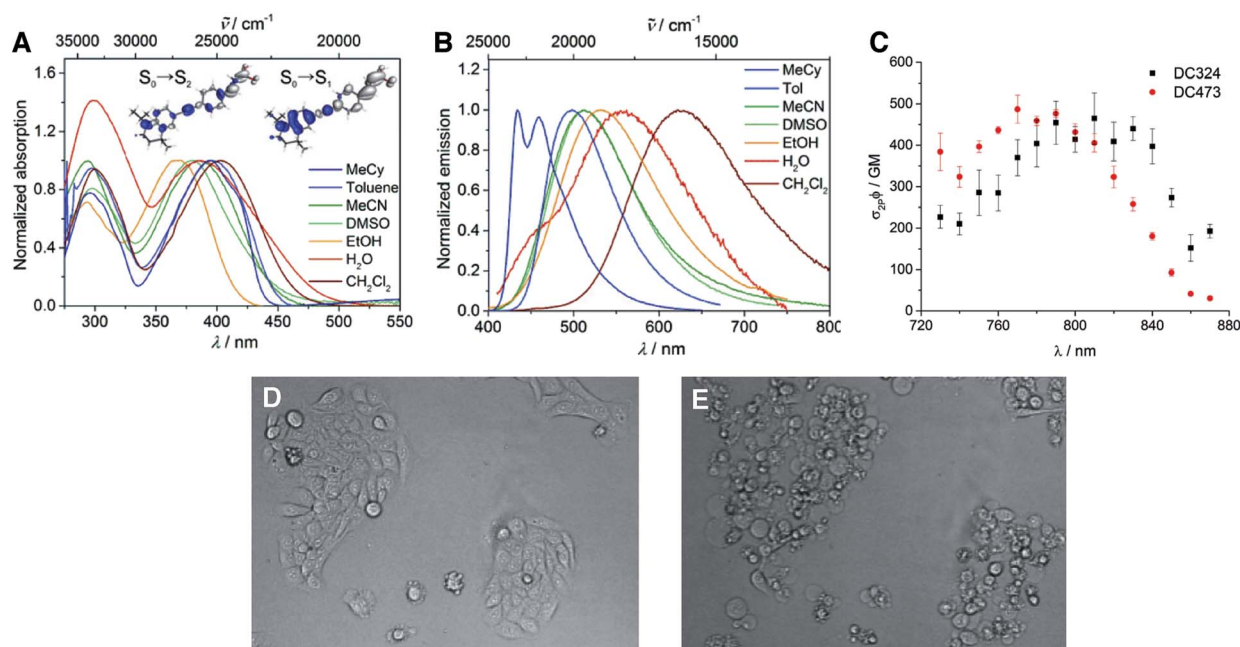 A
ṽ / cm⁻¹
35000 30000 25000 20000
Normalized absorption
1.6
1.2
0.8
0.4
0.0
S₀→S₂
S₀→S₁
MeCy
Toluene
MeCN
DMSO
EtOH
H₂O
CH₂Cl₂
300 350 400 450 500 550
λ / nm
B
ṽ / cm⁻¹
25000 20000 15000
Normalized emission
1.2
1.0
0.8
0.6
0.4
0.2
0.0
MeCy
Tol
MeCN
DMSO
EtOH
H₂O
CH₂Cl₂
400 500 600 700 800
λ / nm
C
σ₂ₚϕ / GM
600
500
400
300
200
100
0
DC324
DC473
720 760 800 840 880
λ / nm
D
E